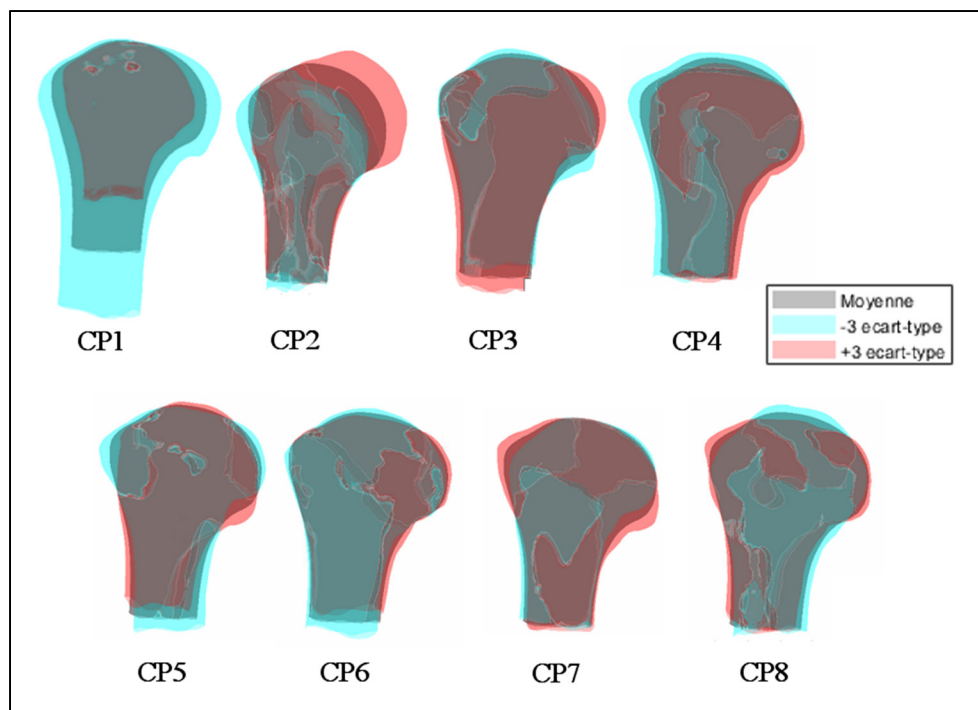 CP1
CP2
CP3
CP4
Moyenne
-3 ecart-type
+3 ecart-type
CP5
CP6
CP7
CP8